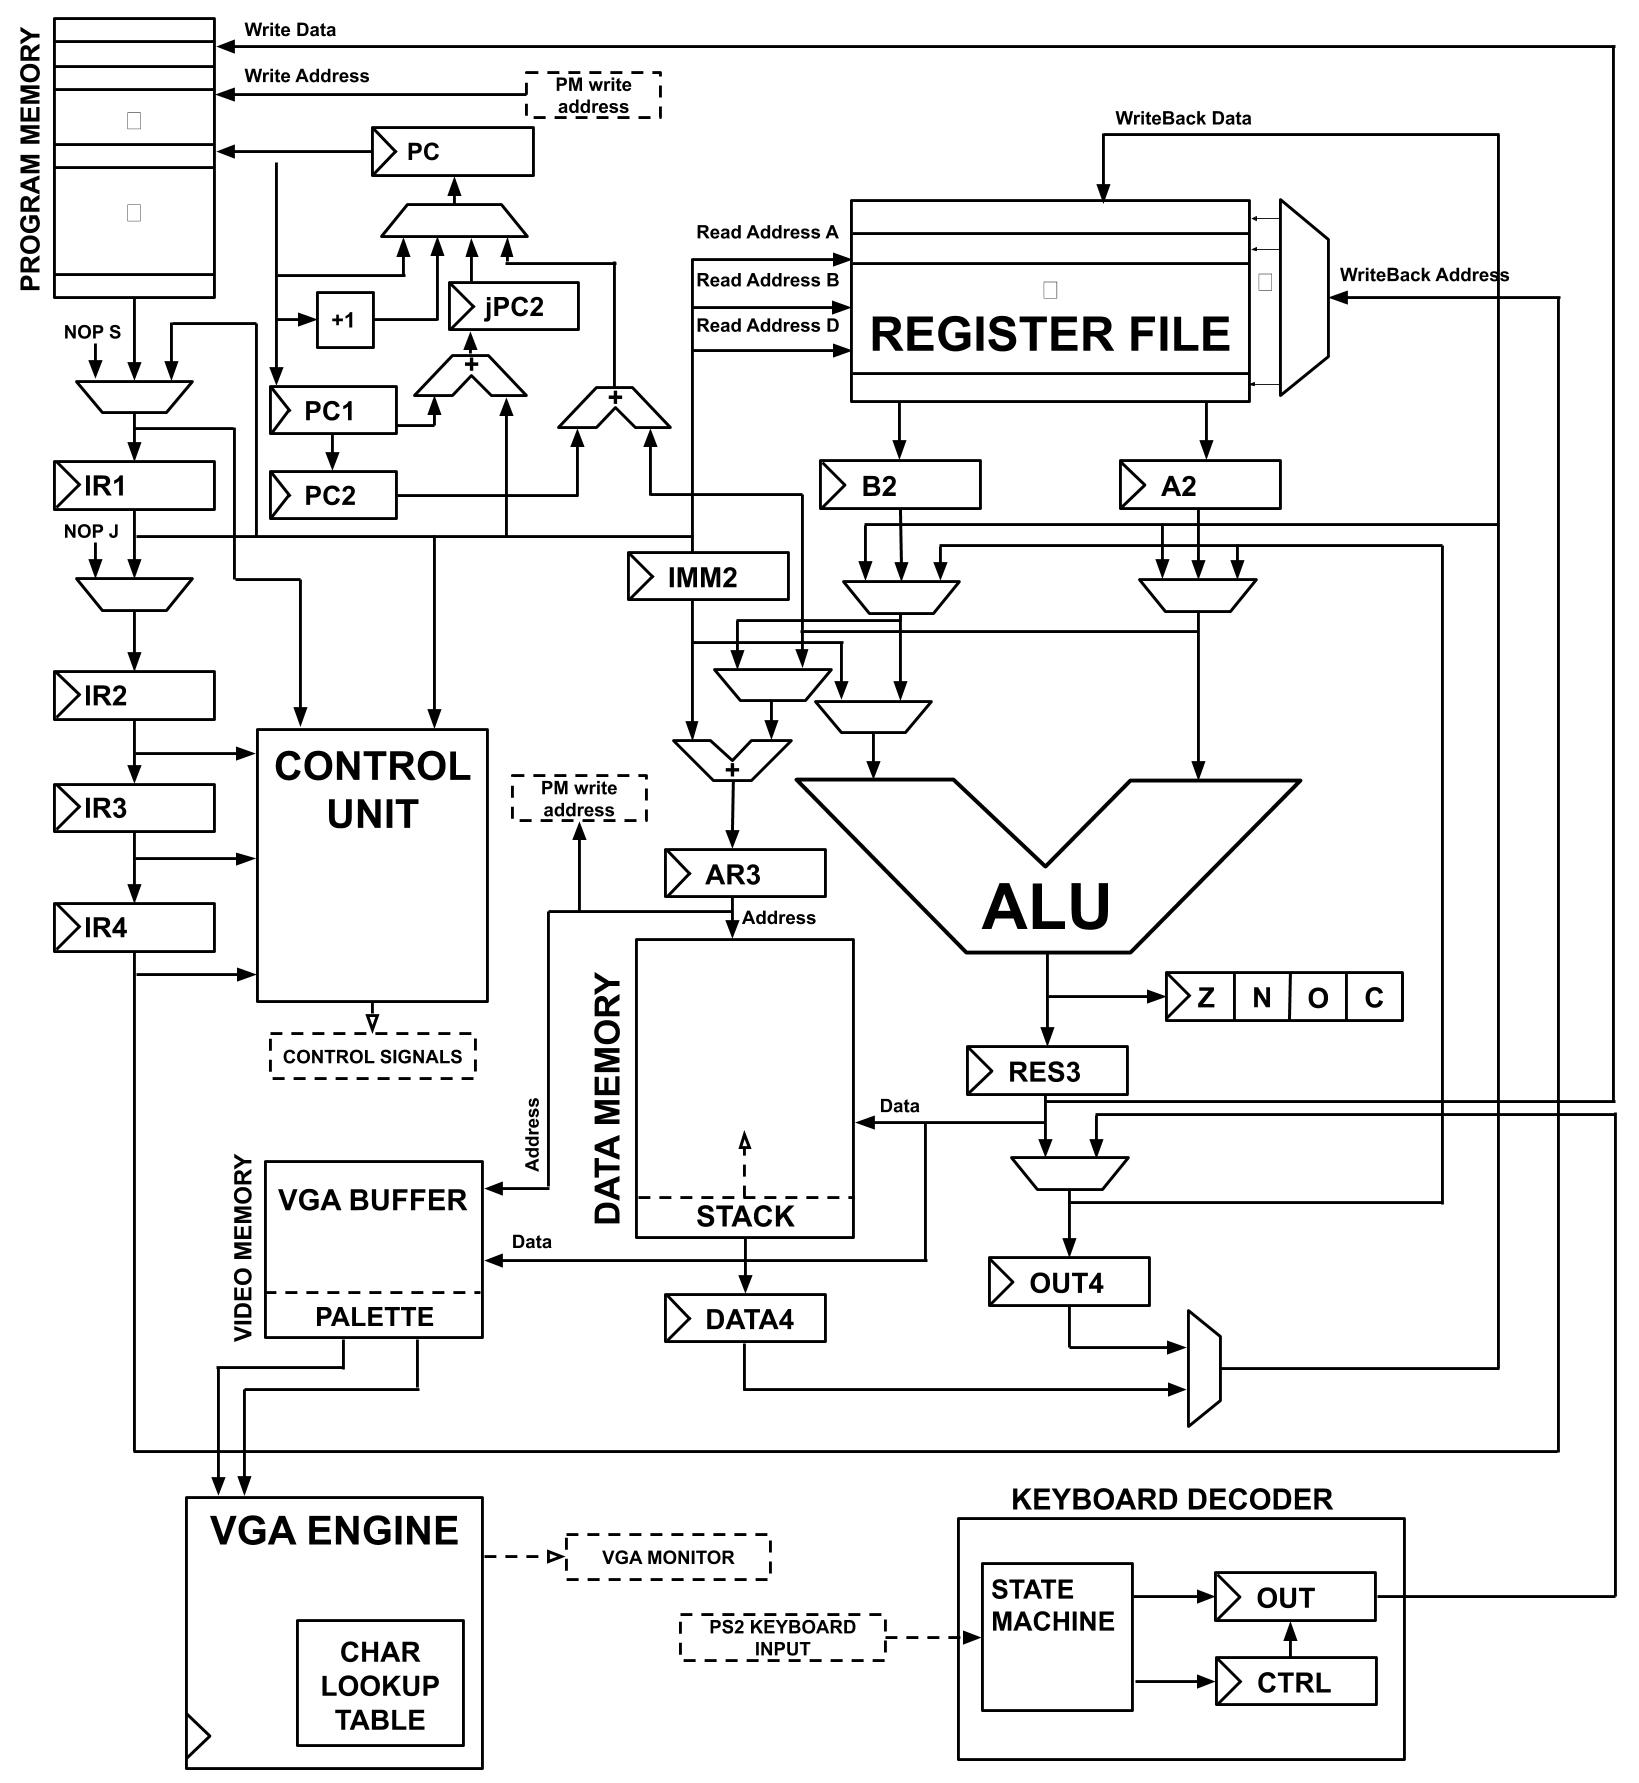 PROGRAM MEMORY
Write Data
Write Address
PM write
address
PC
WriteBack Data
Read Address A
Read Address B
Read Address D
REGISTER FILE
WriteBack Address
NOP S
+1
jPC2
+
+
PC1
PC2
IR1
B2
A2
NOP J
IMM2
IR2
CONTROL
UNIT
+
PM write
address
IR3
AR3
ALU
IR4
Address
Z N O C
CONTROL SIGNALS
DATA MEMORY
RES3
Data
Address
VIDEO MEMORY
VGA BUFFER
STACK
Data
OUT4
PALETTE
DATA4
KEYBOARD DECODER
VGA ENGINE
VGA MONITOR
STATE
MACHINE
OUT
PS2 KEYBOARD
INPUT
CHAR
LOOKUP
TABLE
CTRL